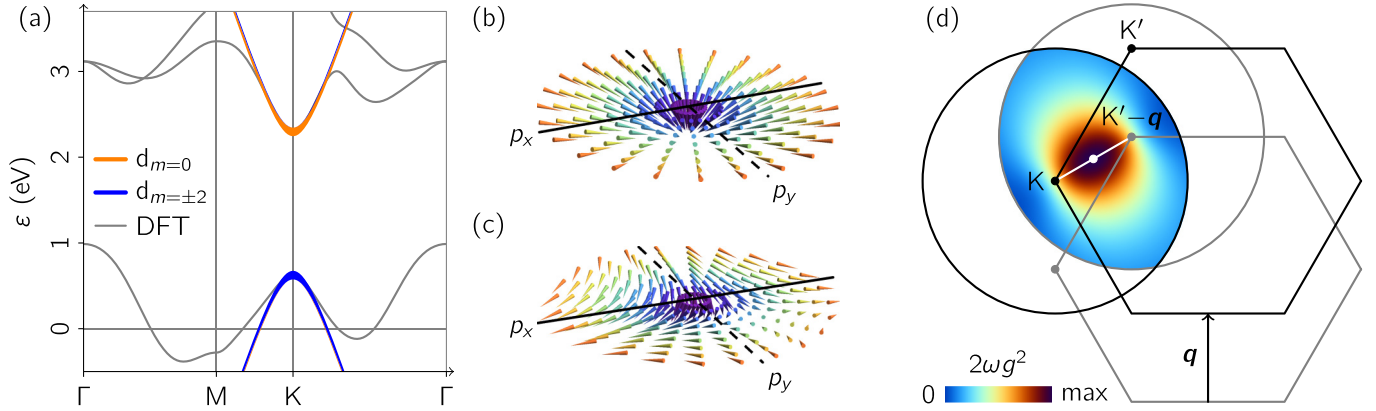 (a)
ε (eV)
3
2
1
0
d_{m=0}
d_{m=±2}
DFT
Γ
M
K
Γ
(b)
p_x
p_y
(c)
p_x
p_y
(d)
K′
K′−q
K
q
2ωg²
0
max